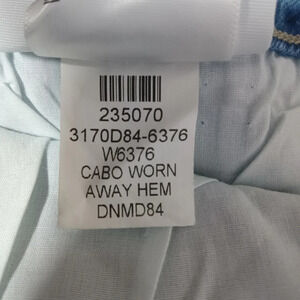 235070
3170D84-6376
W6376
CABO WORN
AWAY HEM
DNMD84